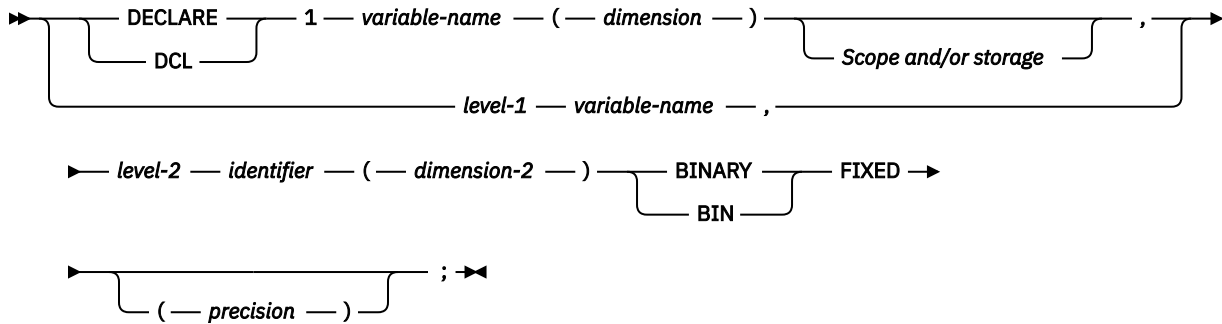 DECLARE 1 variable-name ( dimension ) ,
DCL Scope and/or storage
level-1 variable-name ,
level-2 identifier ( dimension-2 ) BINARY FIXED
BIN
;
( precision )